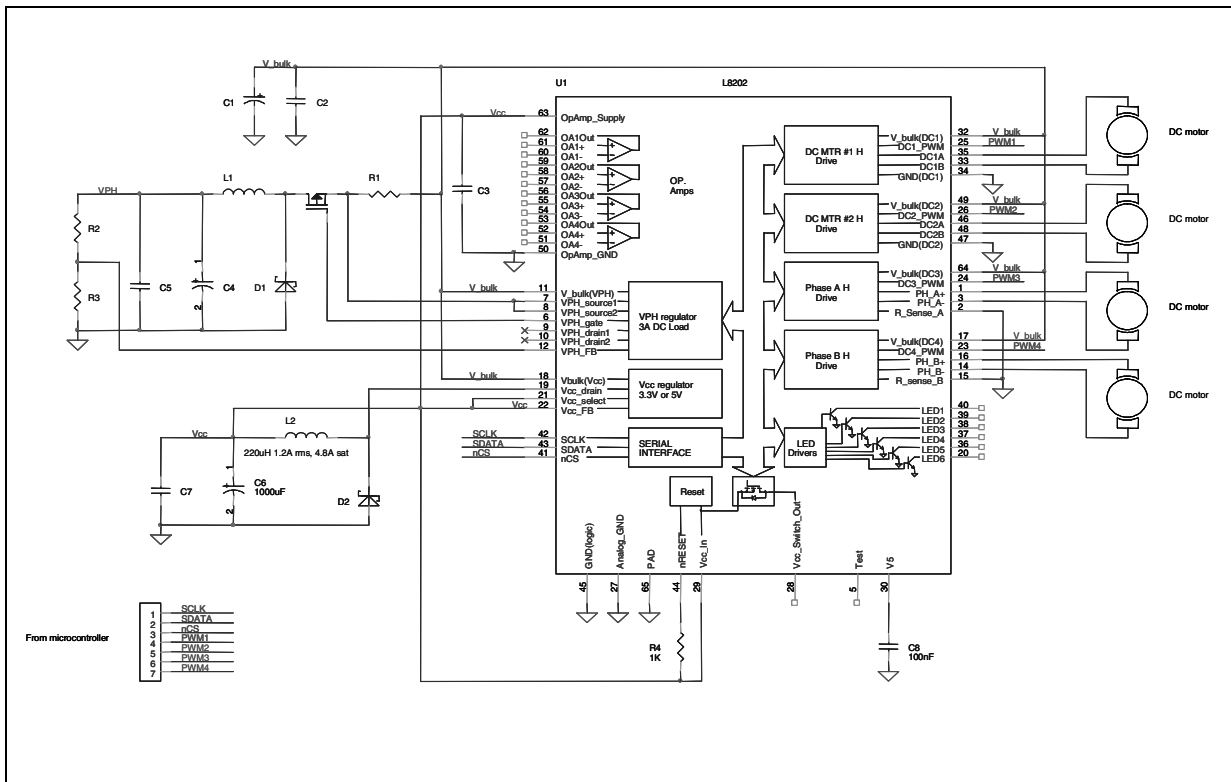 V_bulk
C1
C2
U1
L8202
Vcc
63
OpAmp_Supply
62
OA1Out
61
OA1+
60
OA1-
59
OA2Out
58
OA2+
57
OA2-
56
OA3Out
55
OA3+
54
OA3-
53
OA4Out
52
OA4+
51
OA4-
50
OpAmp_GND
OP.
Amps
C3
DC MTR #1 H
Drive
V_bulk(DC1)
32
V_bulk
DC1_PWM
25
PWM1
DC1A
35
DC1B
33
GND(DC1)
34
DC motor
DC MTR #2 H
Drive
V_bulk(DC2)
49
V_bulk
DC2_PWM
26
PWM2
DC2A
46
DC2B
48
GND(DC2)
47
DC motor
Phase A H
Drive
V_bulk(DC3)
64
V_bulk
DC3_PWM
24
PWM3
PH_A+
1
PH_A-
3
R_Sense_A
2
DC motor
Phase B H
Drive
V_bulk(DC4)
17
V_bulk
DC4_PWM
23
PWM4
PH_B+
16
PH_B-
14
R_sense_B
15
DC motor
VPH
L1
R1
R2
R3
C5
1
C4
2
D1
V_bulk
11
V_bulk(VPH)
7
VPH_source1
8
VPH_source2
6
VPH_gate
9
VPH_drain1
10
VPH_drain2
12
VPH_FB
VPH regulator
3A DC Load
V_bulk
18
Vbulk(Vcc)
19
Vcc_drain
21
Vcc_select
Vcc
22
Vcc_FB
Vcc regulator
3.3V or 5V
SCLK
42
SCLK
SDATA
43
SDATA
nCS
41
nCS
SERIAL
INTERFACE
LED
Drivers
LED1
40
LED2
39
LED3
38
LED4
37
LED5
36
LED6
20
Vcc
L2
220uH 1.2A rms, 4.8A sat
C7
1
C6
1000uF
2
D2
Reset
GND(logic)
45
Analog_GND
27
PAD
65
nRESET
44
Vcc_In
29
Vcc_Switch_Out
28
Test
5
V5
30
R4
1K
C8
100nF
From microcontroller
1
SCLK
2
SDATA
3
nCS
4
PWM1
5
PWM2
6
PWM3
7
PWM4